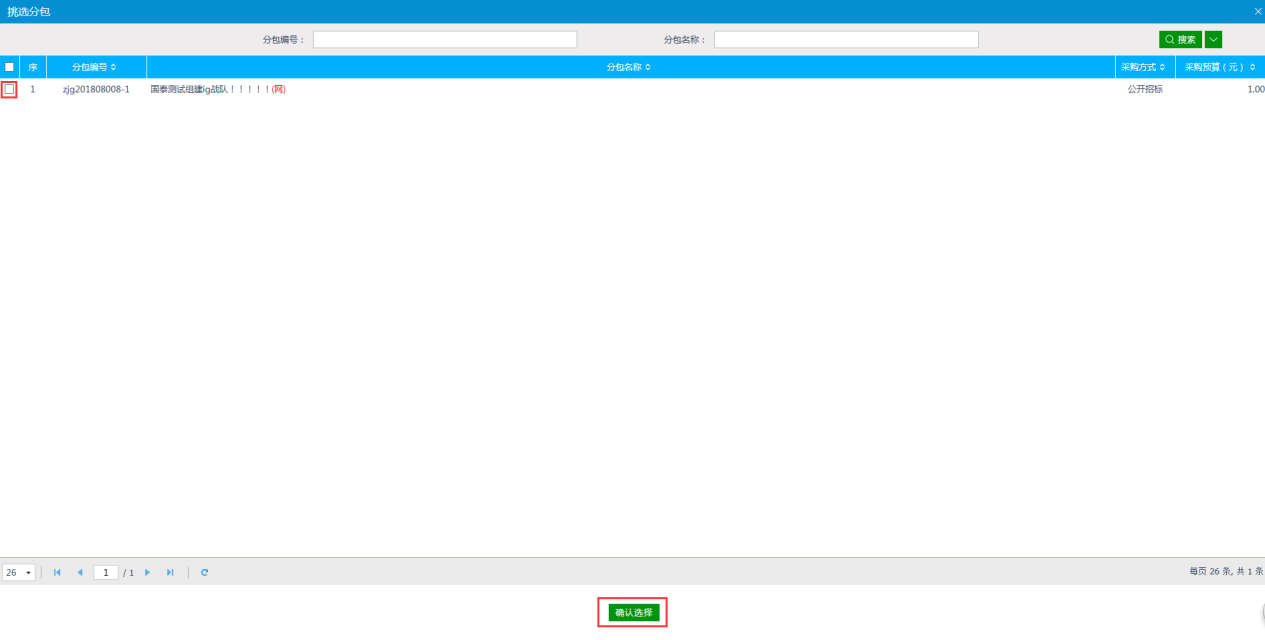 挑选分包
分包编号： 分包名称： 搜索
序 分包编号 分包名称 采购方式 采购预算（元）
1 zjg201808008-1 国泰测试组建ig战队！！！！！(网) 公开招标 1.00
26 1 / 1 每页 26 条, 共 1 条
确认选择